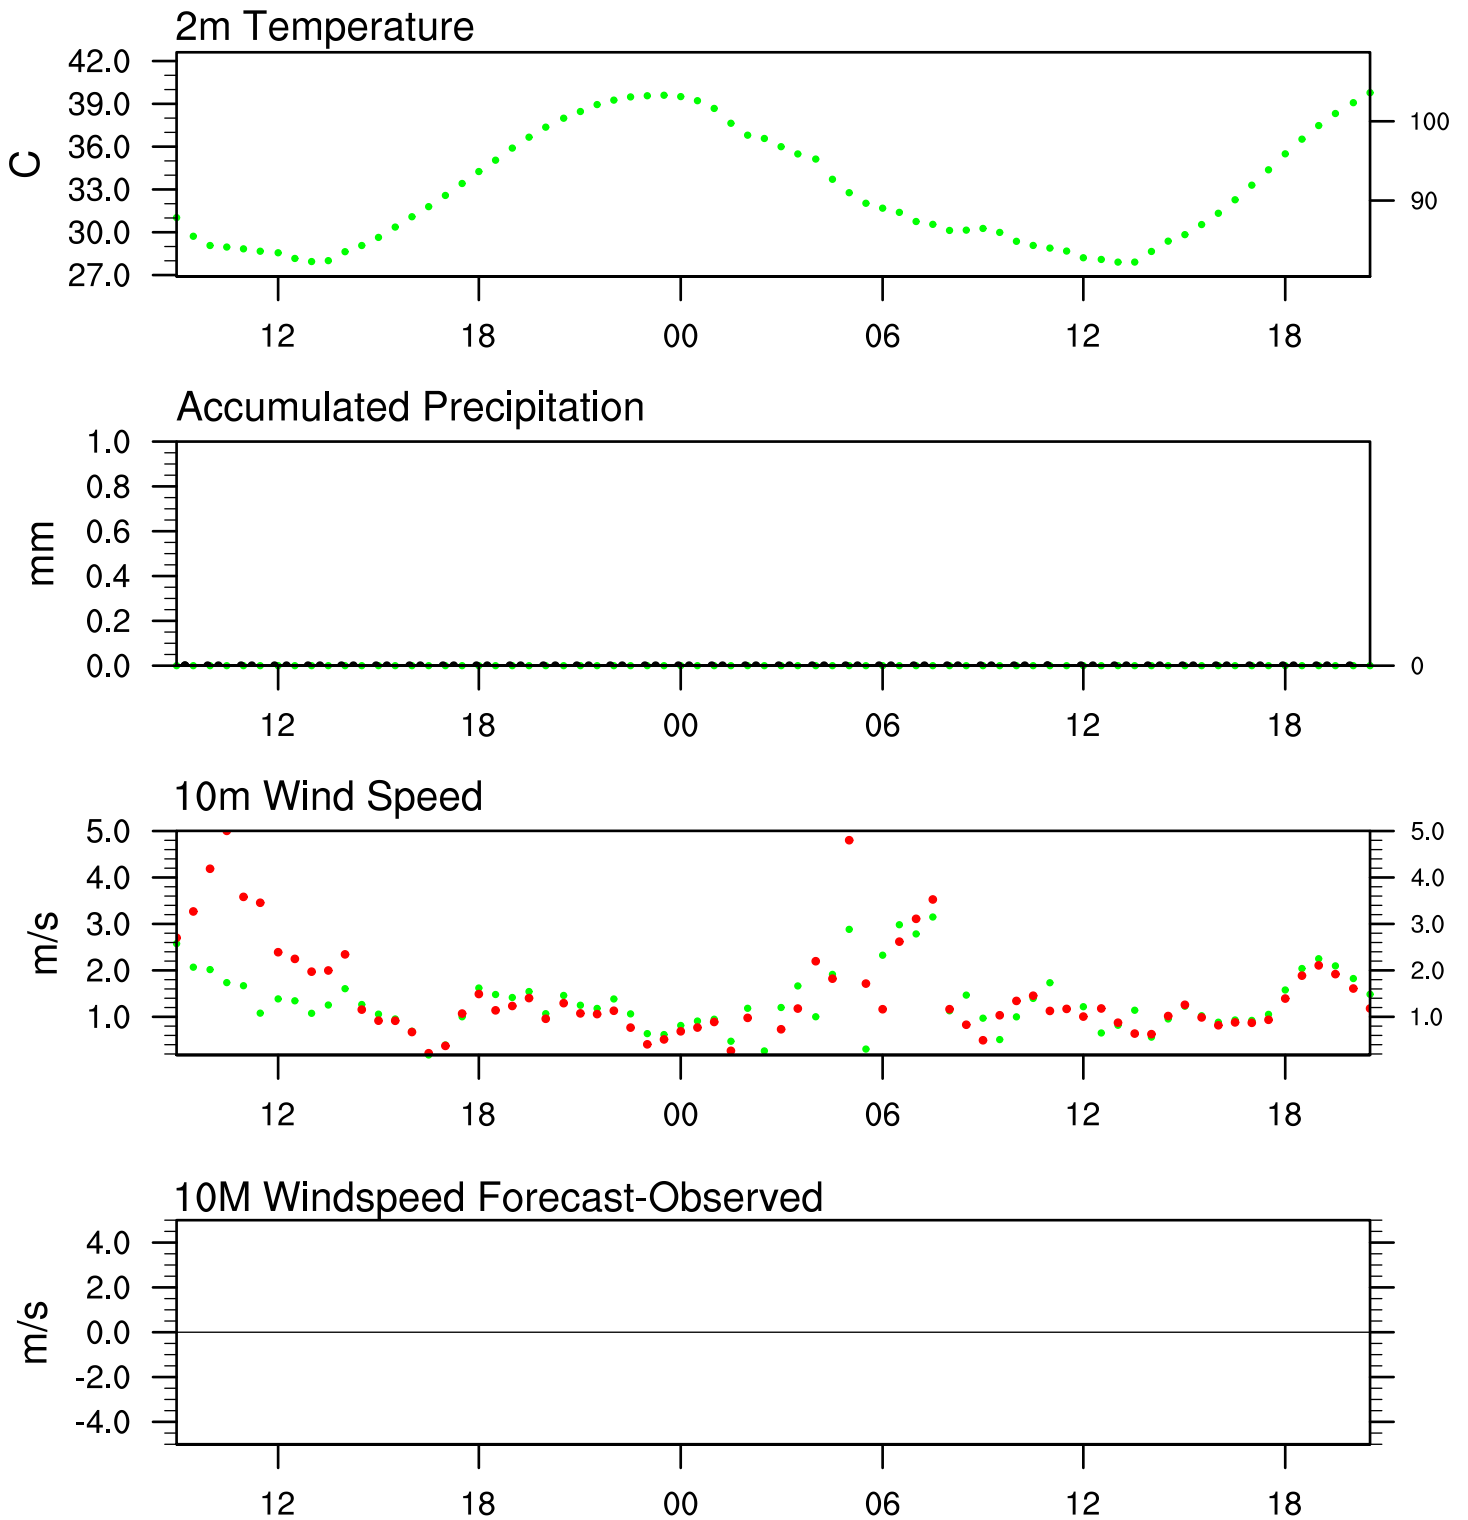 2m Temperature
42.0
39.0
36.0
33.0
30.0
27.0
C
100
90
12 18 00 06 12 18
Accumulated Precipitation
1.0
0.8
0.6
0.4
0.2
0.0
mm
0
12 18 00 06 12 18
10m Wind Speed
5.0 5.0
4.0 4.0
3.0 3.0
2.0 2.0
1.0 1.0
m/s
12 18 00 06 12 18
10M Windspeed Forecast-Observed
4.0
2.0
0.0
-2.0
-4.0
m/s
12 18 00 06 12 18